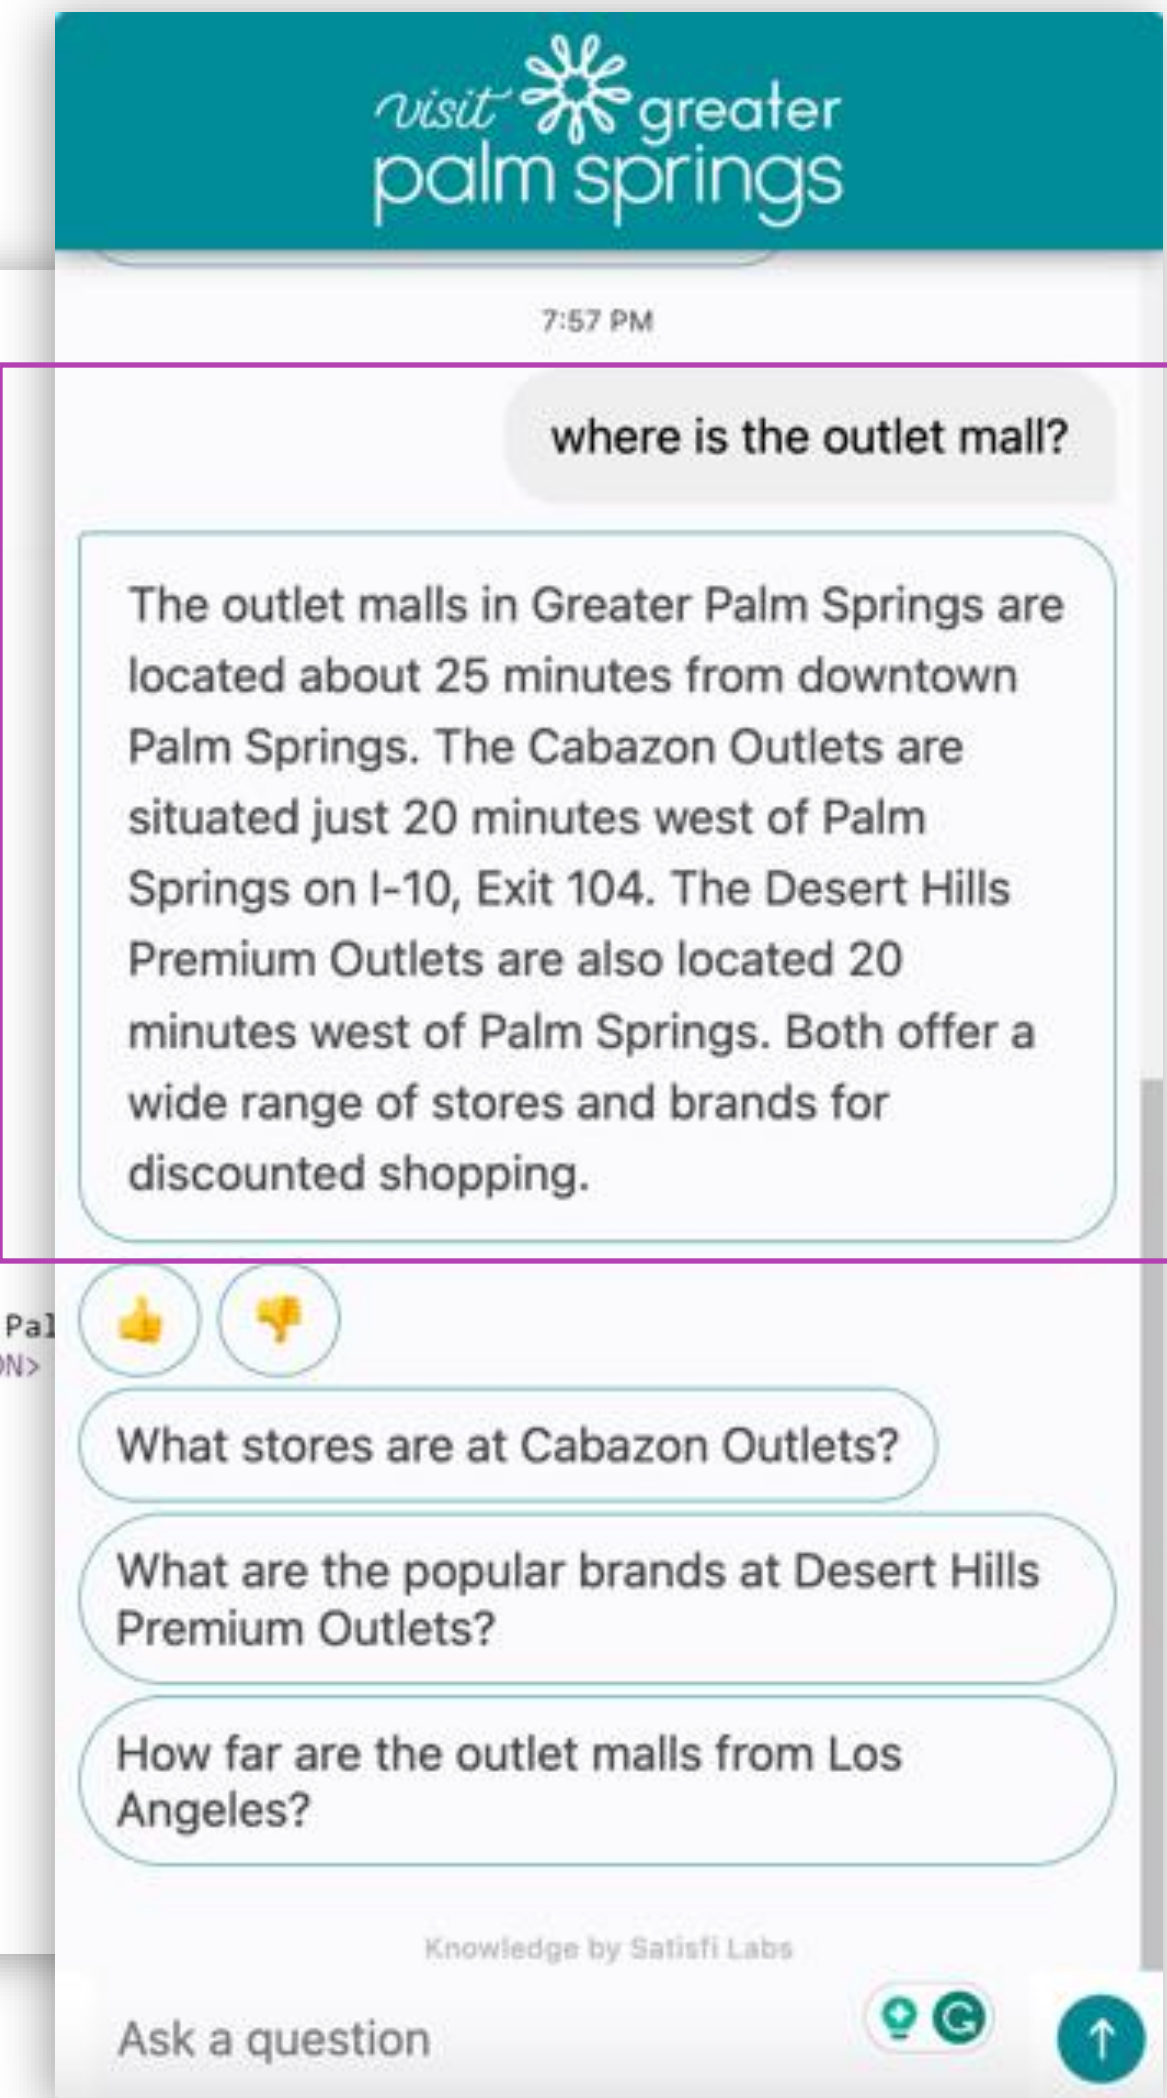 visit greater
palm springs
7:57 PM
where is the outlet mall?
The outlet malls in Greater Palm Springs are
located about 25 minutes from downtown
Palm Springs. The Cabazon Outlets are
situated just 20 minutes west of Palm
Springs on I-10, Exit 104. The Desert Hills
Premium Outlets are also located 20
minutes west of Palm Springs. Both offer a
wide range of stores and brands for
discounted shopping.
Pal
ON>
What stores are at Cabazon Outlets?
What are the popular brands at Desert Hills
Premium Outlets?
How far are the outlet malls from Los
Angeles?
Knowledge by Satisfi Labs
Ask a question